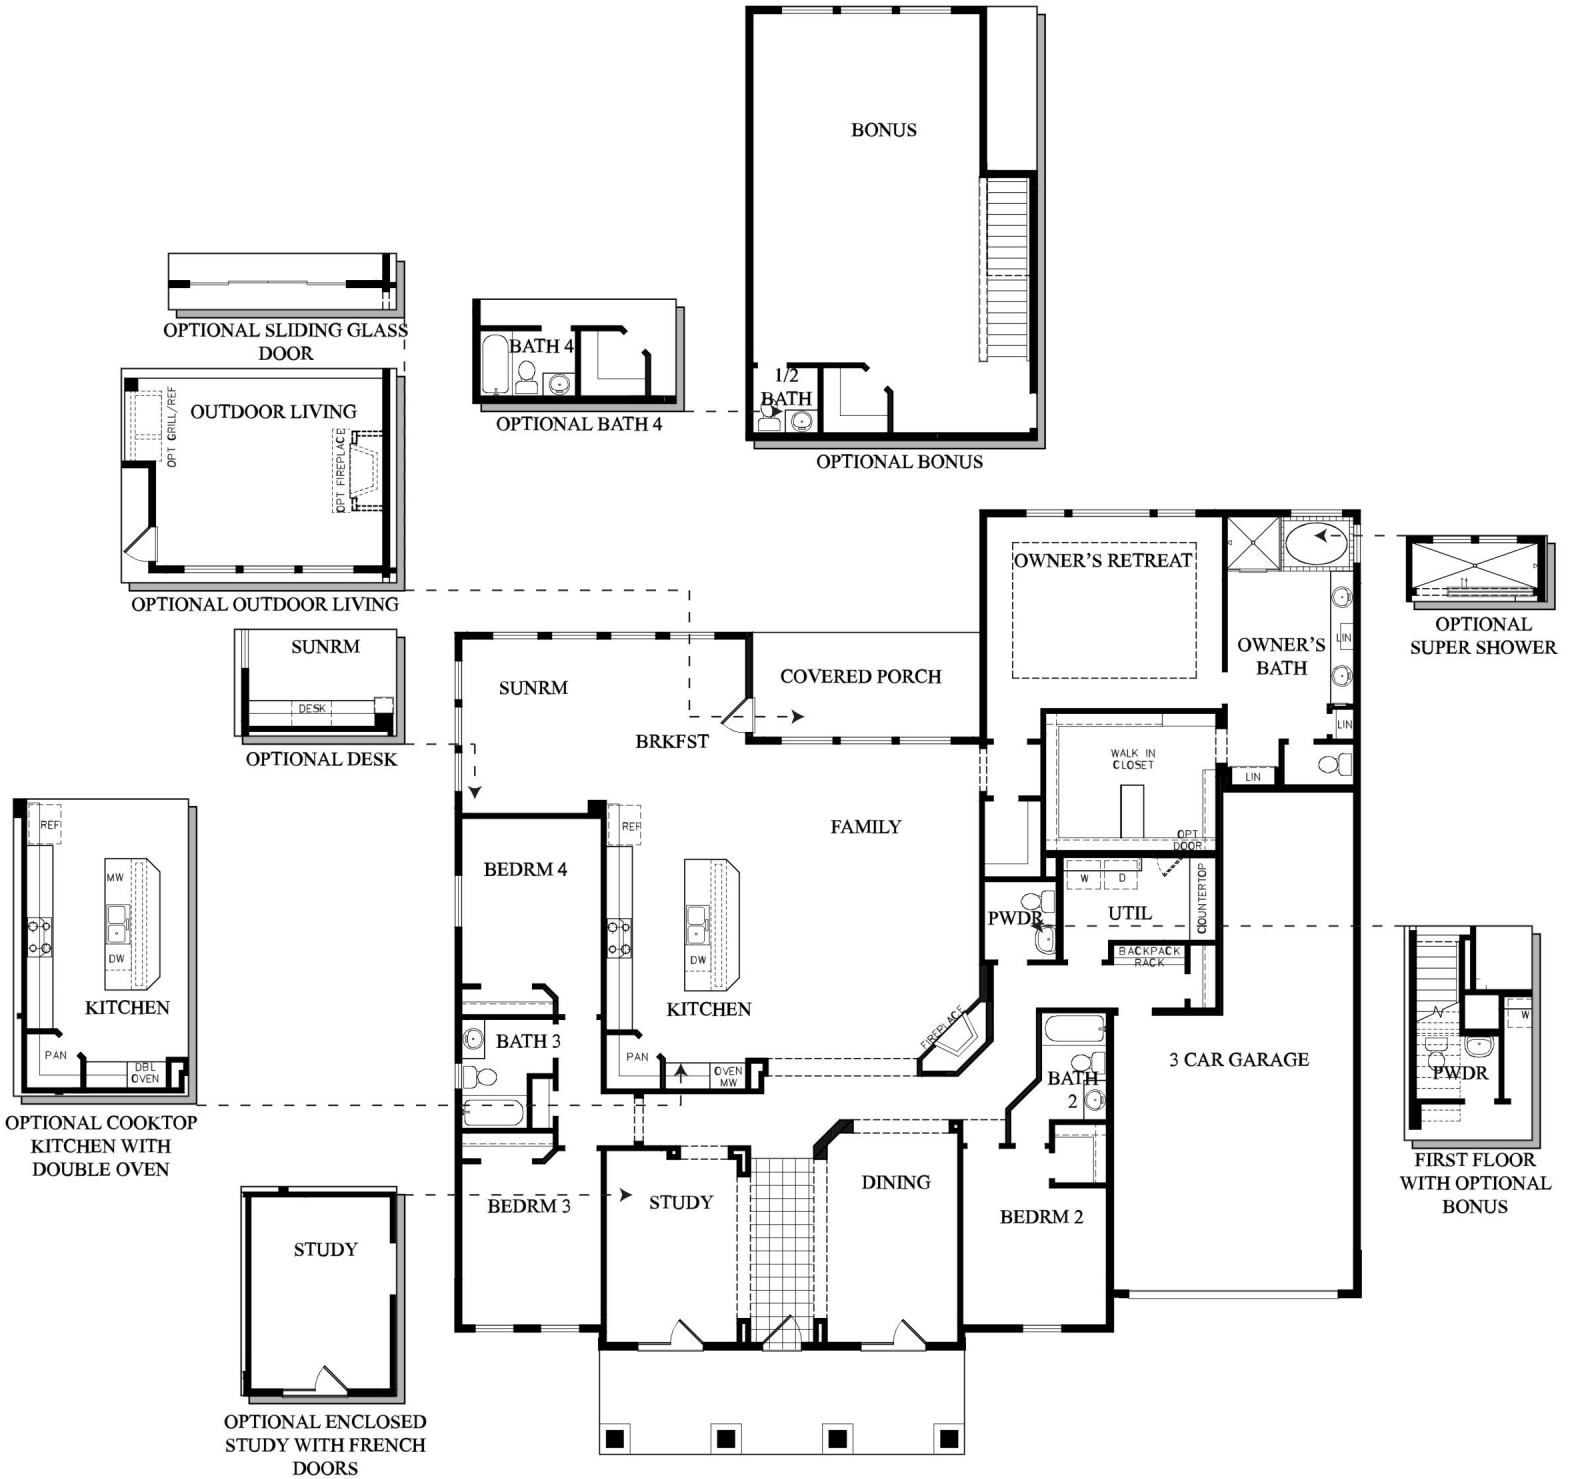 BONUS
1/2
BATH
OPTIONAL BONUS
OPTIONAL SLIDING GLASS
DOOR
BATH 4
OPTIONAL BATH 4
OUTDOOR LIVING
OPT GRILL/REF
OPT FIREPLACE
OPTIONAL OUTDOOR LIVING
SUNRM
DESK
OPTIONAL DESK
REF
MW
DW
KITCHEN
PAN
DBL
OVEN
OPTIONAL COOKTOP
KITCHEN WITH
DOUBLE OVEN
STUDY
OPTIONAL ENCLOSED
STUDY WITH FRENCH
DOORS
OWNER'S RETREAT
OWNER'S
BATH
LIN
LIN
LIN
OPTIONAL
SUPER SHOWER
SUNRM
COVERED PORCH
BRKFST
WALK IN
CLOSET
OPT
DOOR
FAMILY
REF
BEDRM 4
W
D
COUNTERTOP
PWDR
UTIL
BACKPACK
RACK
DW
KITCHEN
FIREPLACE
BATH 3
PAN
OVEN
MW
BATH
2
3 CAR GARAGE
BEDRM 3
STUDY
DINING
BEDRM 2
W
PWDR
FIRST FLOOR
WITH OPTIONAL
BONUS